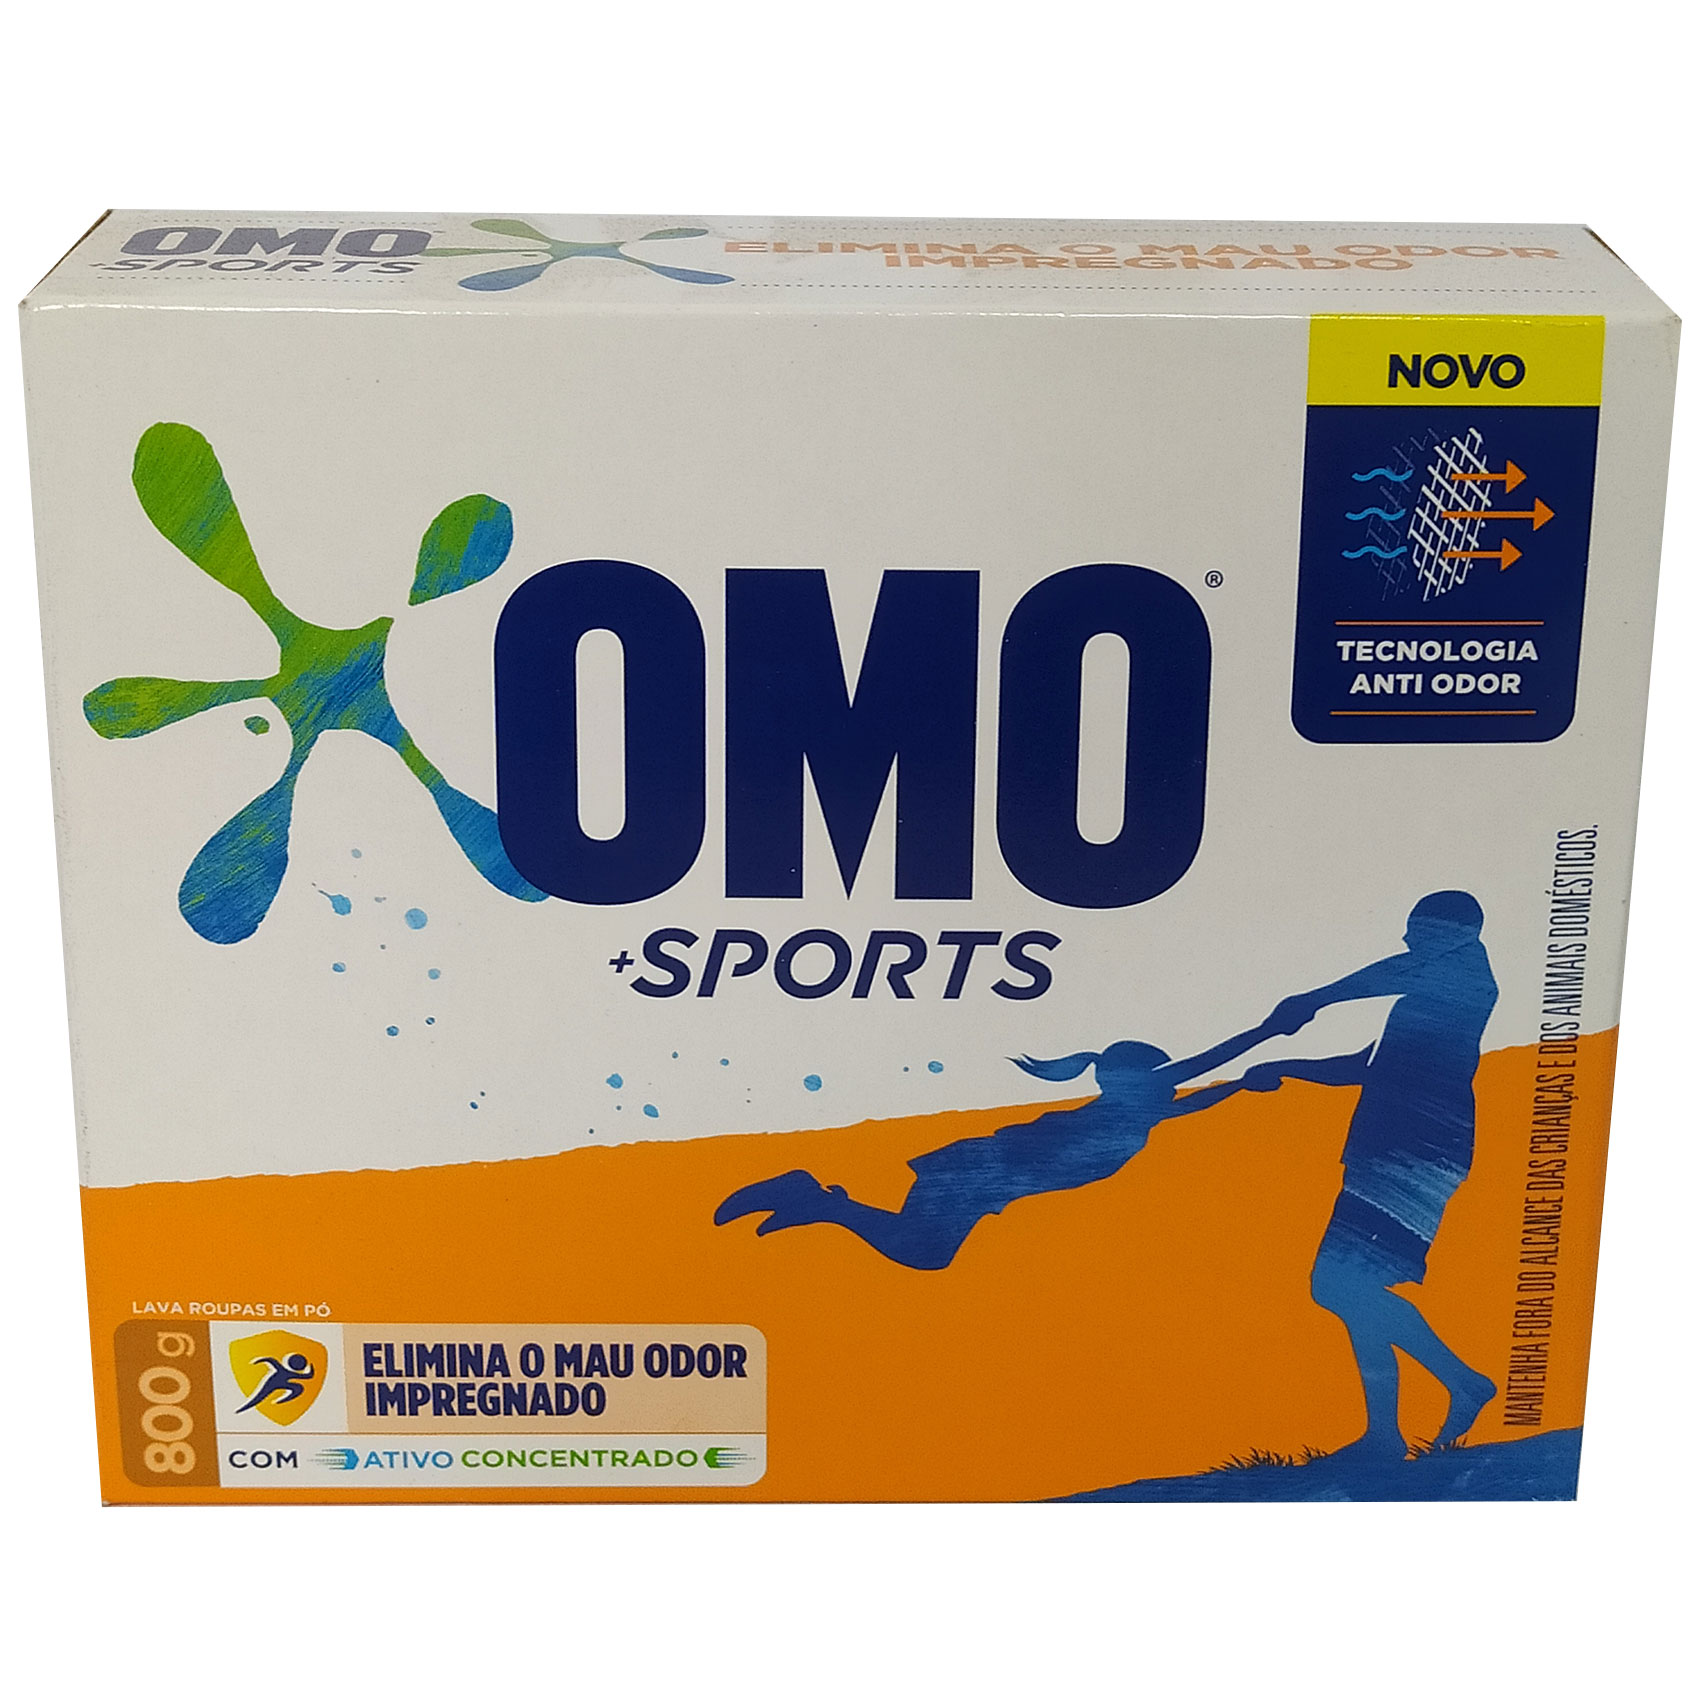 OMO
+SPORTS
ELIMINA O MAU ODOR
IMPREGNADO
NOVO
TECNOLOGIA
ANTI ODOR
OMO®
+SPORTS
MANTENHA FORA DO ALCANCE DAS CRIANÇAS E DOS ANIMAIS DOMÉSTICOS.
LAVA ROUPAS EM PÓ
800 g
ELIMINA O MAU ODOR
IMPREGNADO
COM ATIVO CONCENTRADO